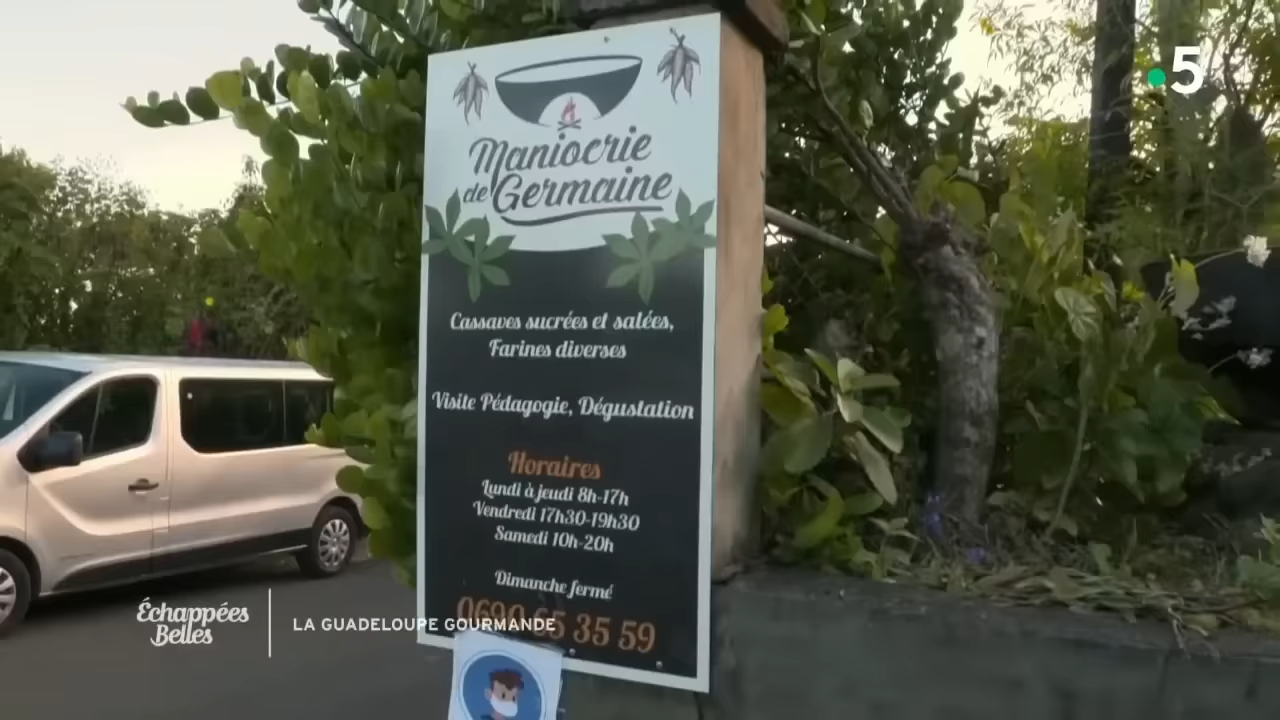 5
Maniocrie
de Germaine
Cassaves sucrées et salées,
Farines diverses
Visite Pédagogie, Dégustation
Horaires
Lundi à jeudi 8h-17h
Vendredi 17h30-19h30
Samedi 10h-20h
Dimanche fermé
0690 65 35 59
Échappées
Belles
LA GUADELOUPE GOURMANDE